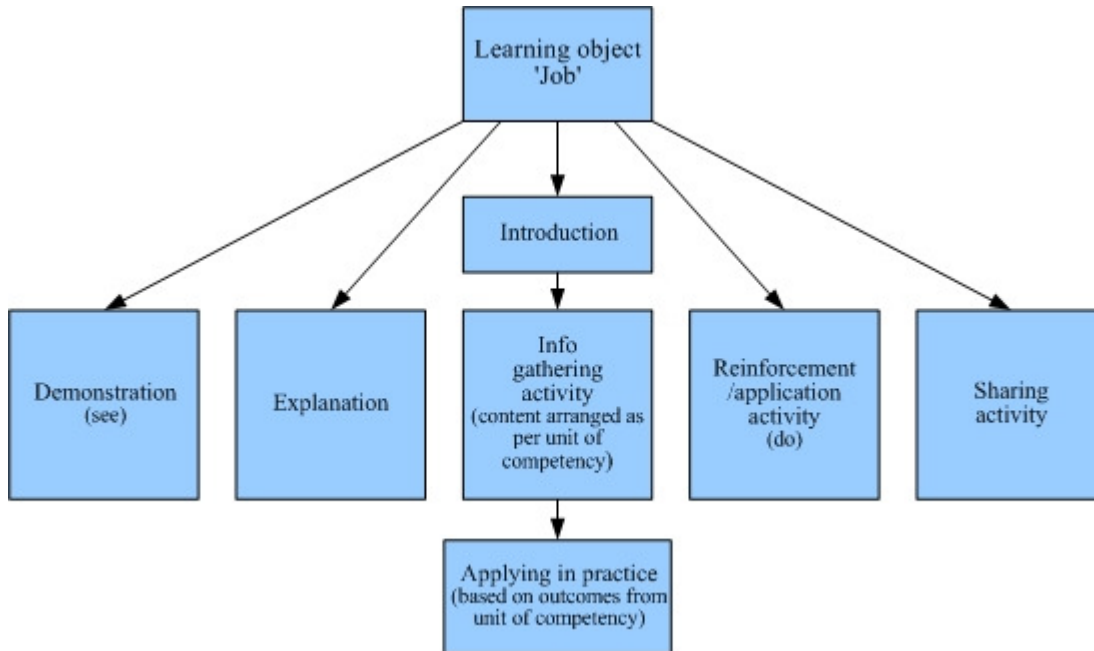 Learning object
'Job'
Introduction
Demonstration
(see)
Explanation
Info
gathering
activity
(content arranged as
per unit of
competency)
Reinforcement
/application
activity
(do)
Sharing
activity
Applying in practice
(based on outcomes from
unit of competency)